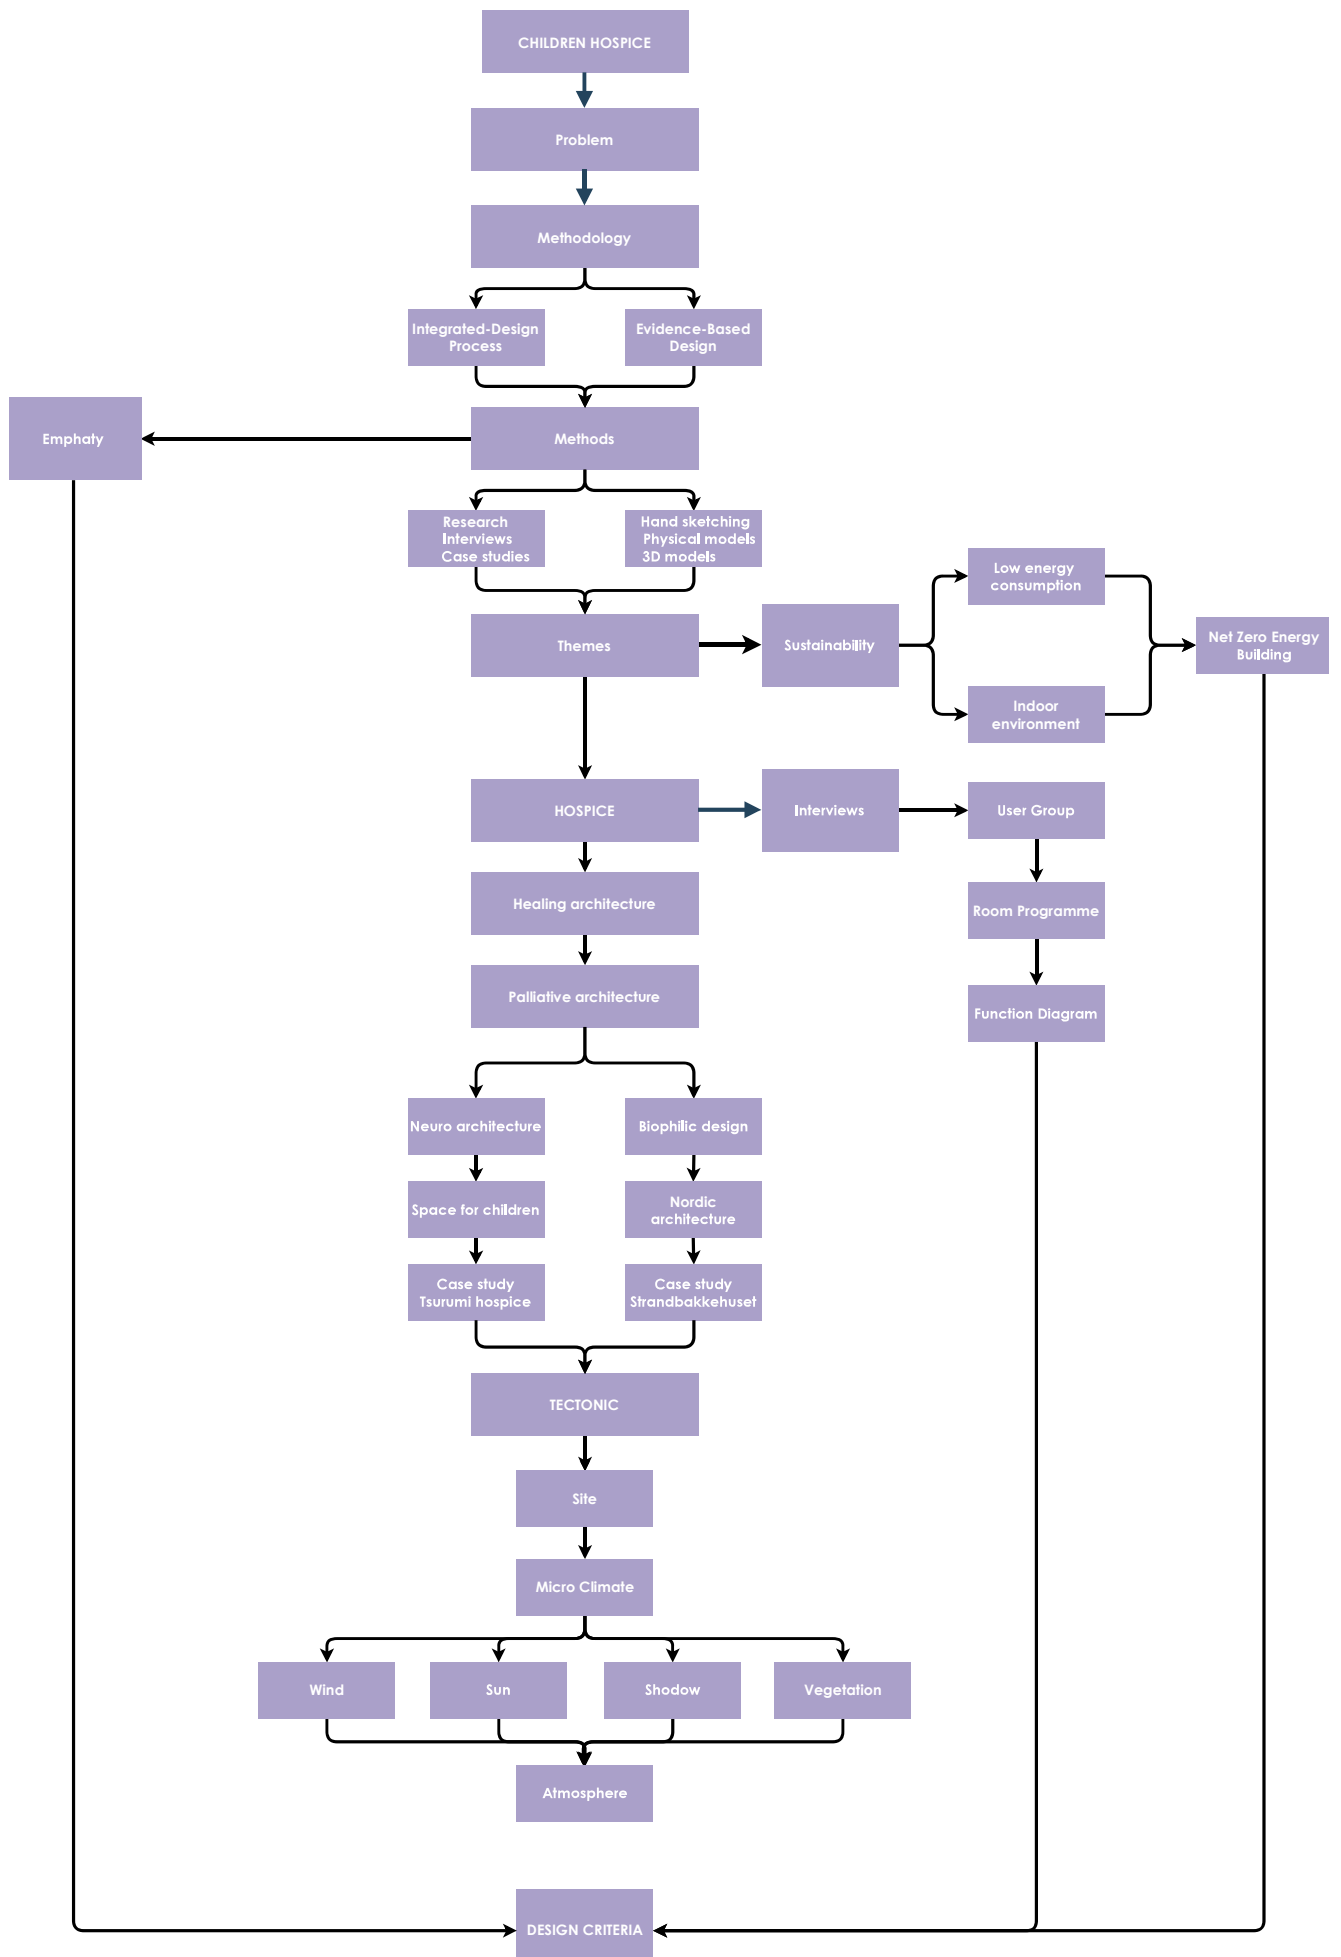 CHILDREN HOSPICE
Problem
Methodology
Integrated-Design
Process
Evidence-Based
Design
Emphaty
Methods
Research
Interviews
Case studies
Hand sketching
Physical models
3D models
Themes
Sustainability
Low energy
consumption
Indoor
environment
Net Zero Energy
Building
HOSPICE
Interviews
User Group
Healing architecture
Room Programme
Palliative architecture
Function Diagram
Neuro architecture
Biophilic design
Space for children
Nordic
architecture
Case study
Tsurumi hospice
Case study
Strandbakkehuset
TECTONIC
Site
Micro Climate
Wind
Sun
Shodow
Vegetation
Atmosphere
DESIGN CRITERIA